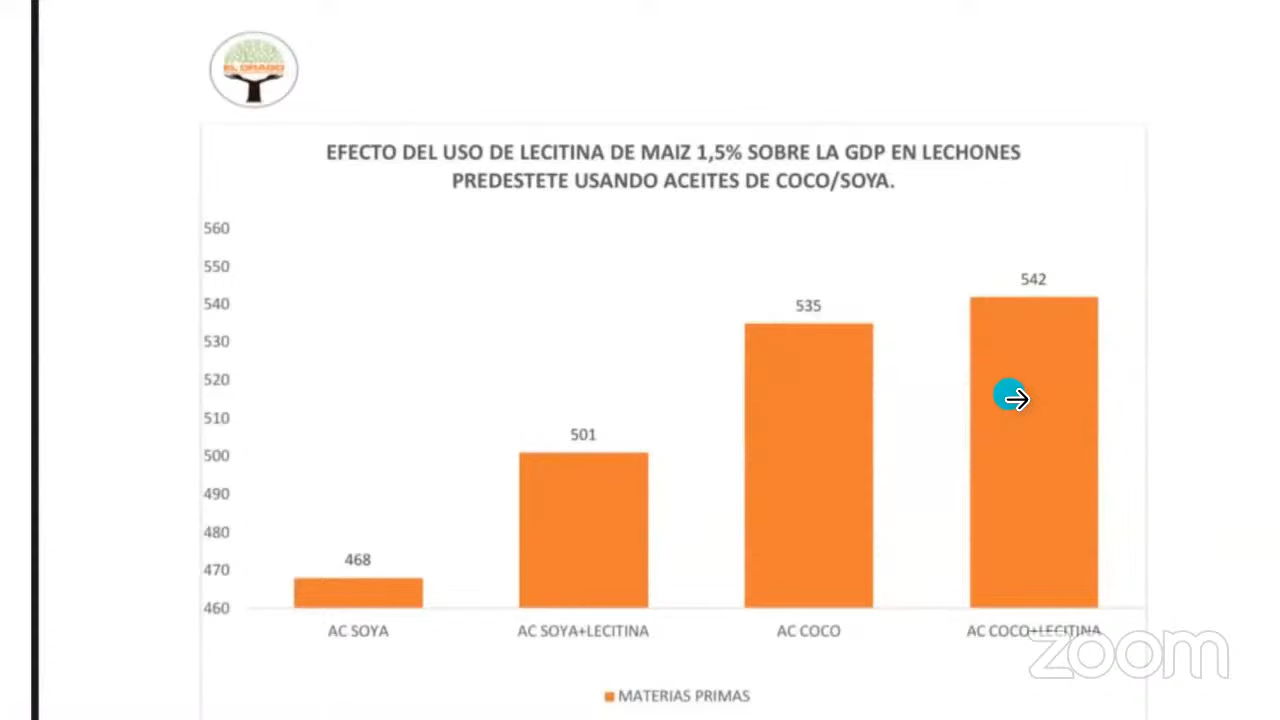 EL DRAGO
EFECTO DEL USO DE LECITINA DE MAIZ 1,5% SOBRE LA GDP EN LECHONES
PREDESTETE USANDO ACEITES DE COCO/SOYA.
560
550
540
530
520
510
500
490
480
470
460
468
501
535
542
AC SOYA
AC SOYA+LECITINA
AC COCO
AC COCO+LECITINA
MATERIAS PRIMAS
zoom